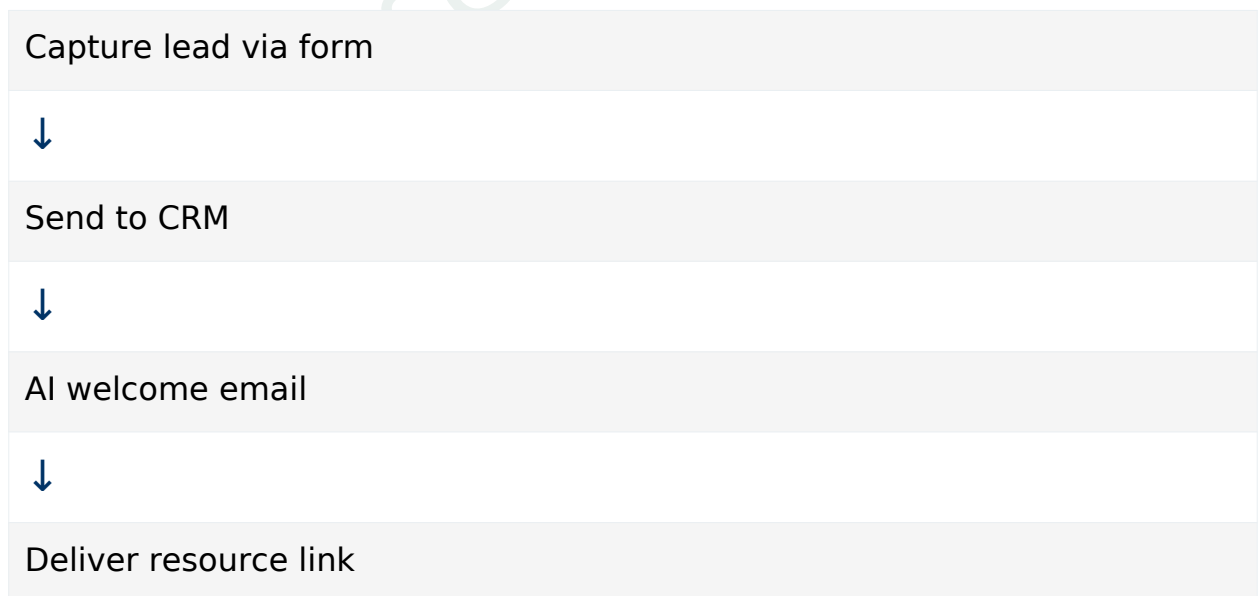 Capture lead via form
↓
Send to CRM
↓
AI welcome email
↓
Deliver resource link